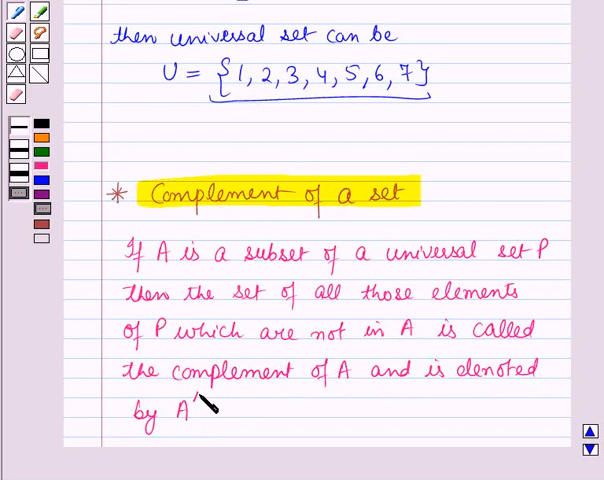 then universal set can be
U = {1, 2, 3, 4, 5, 6, 7}
* Complement of a set
If A is a subset of a universal set P
then the set of all those elements
of P which are not in A is called
the complement of A and is denoted
by A'